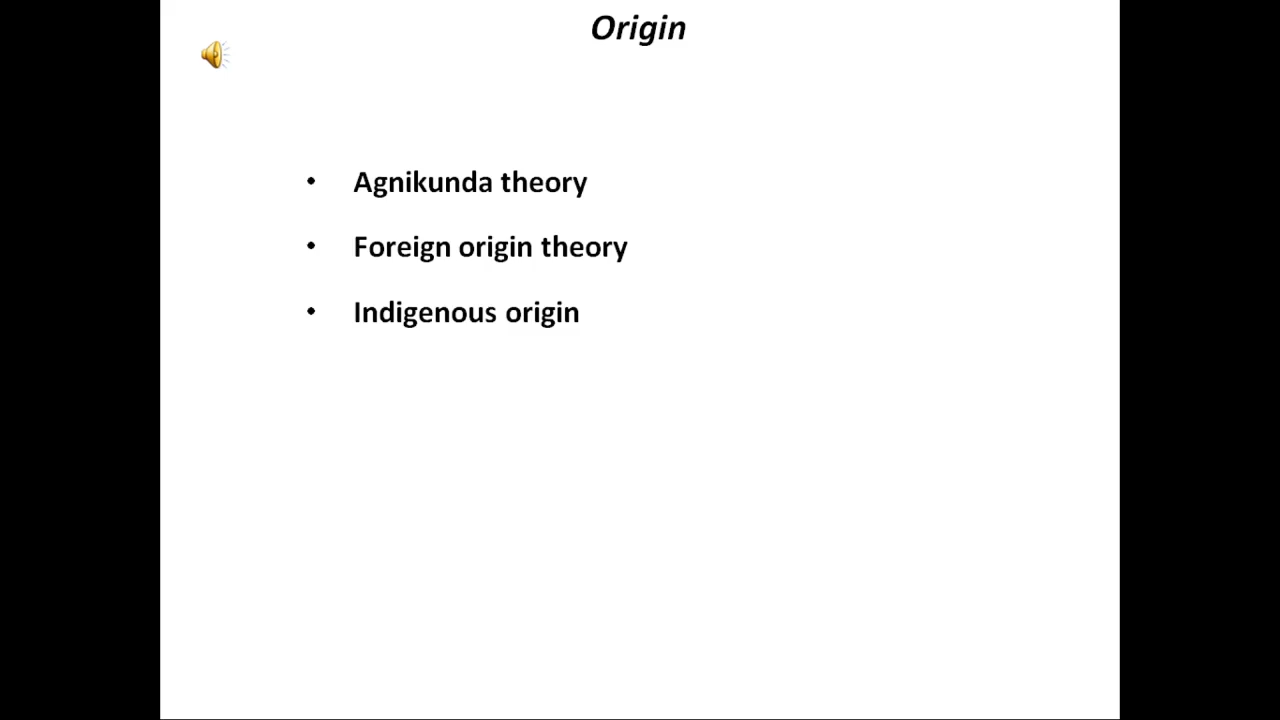 Origin
• Agnikunda theory
• Foreign origin theory
• Indigenous origin